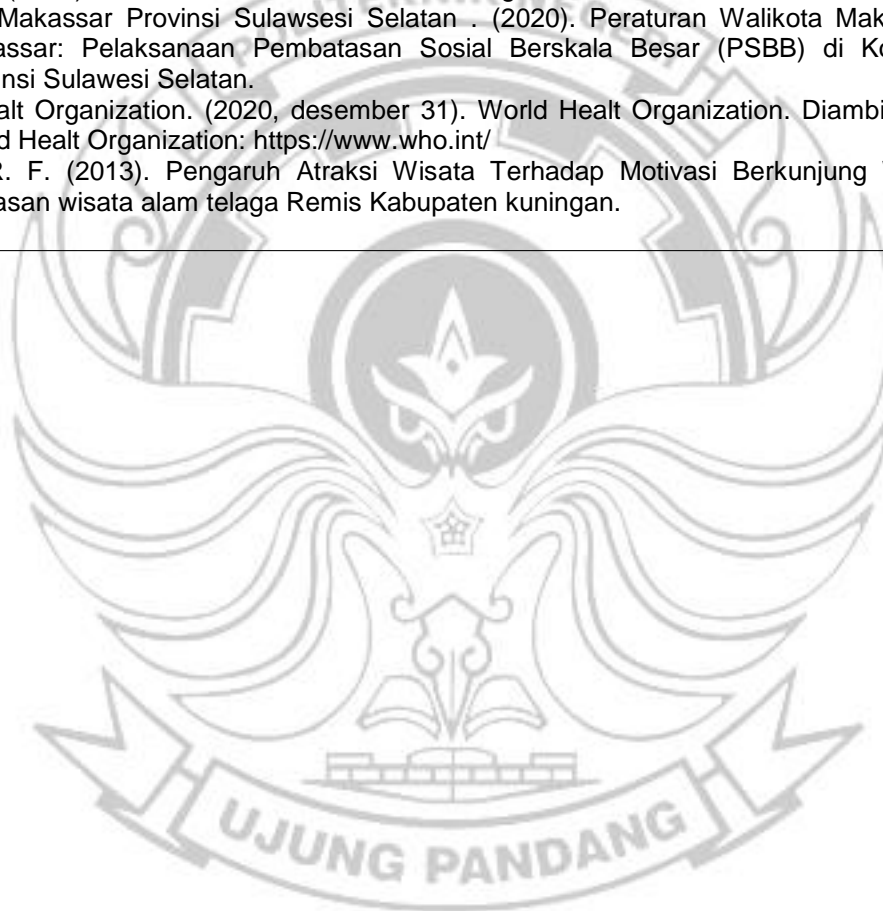 Makassar Provinsi Sulawsesi Selatan . (2020). Peraturan Walikota Mak
assar: Pelaksanaan Pembatasan Sosial Berskala Besar (PSBB) di Ko
nsi Sulawesi Selatan.
alt Organization. (2020, desember 31). World Healt Organization. Diambi
d Healt Organization: https://www.who.int/
R. F. (2013). Pengaruh Atraksi Wisata Terhadap Motivasi Berkunjung
asan wisata alam telaga Remis Kabupaten kuningan.
UJUNG PANDANG